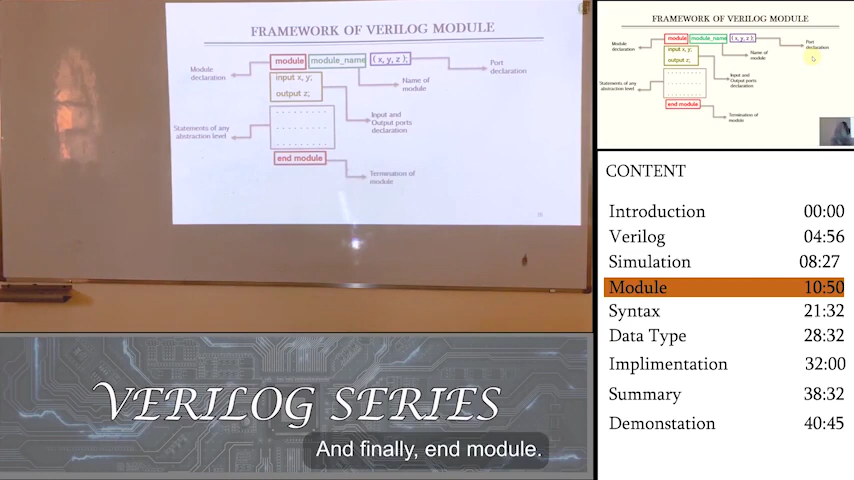 FRAMEWORK OF VERILOG MODULE
module module_name ( x, y, z );
Module
declaration
Port
declaration
input x, y;
output z;
Name of
module
Input and
Output ports
declaration
Statements of any
abstraction level
end module
Termination of
module
FRAMEWORK OF VERILOG MODULE
module module_name ( x, y, z );
Module
declaration
Port
declaration
input x, y;
output z;
Name of
module
Input and
Output ports
declaration
Statements of any
abstraction level
end module
Termination of
module
CONTENT
Introduction 00:00
Verilog 04:56
Simulation 08:27
Module 10:50
Syntax 21:32
Data Type 28:32
Implimentation 32:00
Summary 38:32
Demonstation 40:45
VERILOG SERIES
And finally, end module.